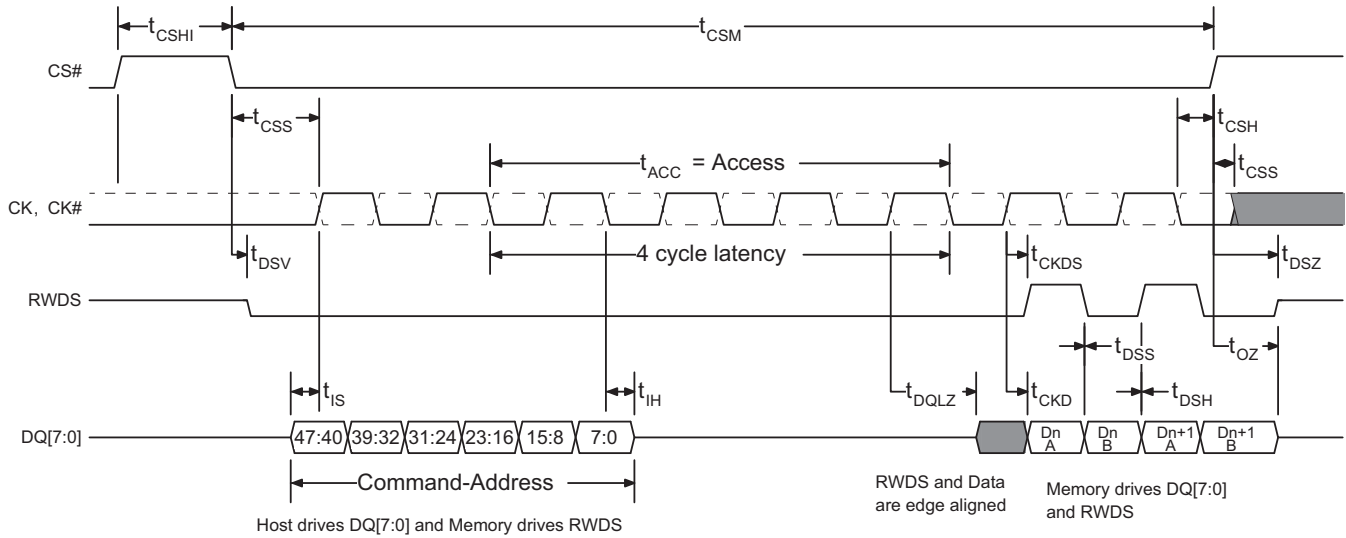 tCSHI
tCSM
CS#
tCSS
tCSH
tACC = Access
tCSS
CK, CK#
tDSV
4 cycle latency
tCKDS
tDSZ
RWDS
tDSS
tOZ
tIS
tIH
tDQLZ
tCKD
tDSH
DQ[7:0]
47:40 39:32 31:24 23:16 15:8 7:0
Dn A
Dn B
Dn+1 A
Dn+1 B
Command-Address
RWDS and Data
are edge aligned
Memory drives DQ[7:0]
and RWDS
Host drives DQ[7:0] and Memory drives RWDS